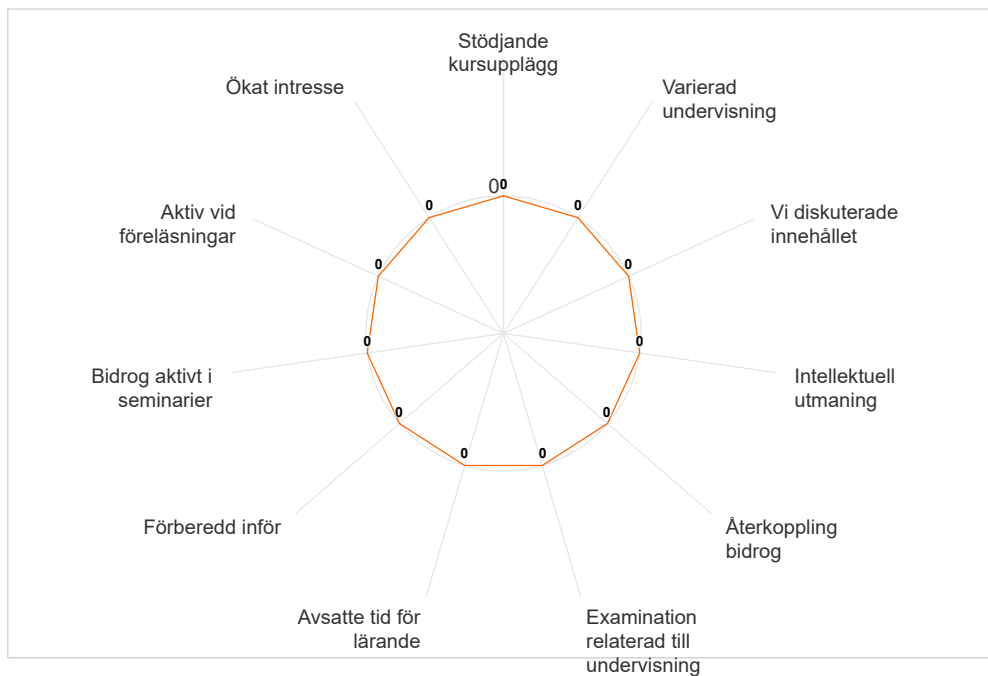 Stödjande
kursupplägg
Ökat intresse
Varierad
undervisning
Aktiv vid
föreläsningar
Vi diskuterade
innehållet
Bidrog aktivt i
seminarier
Intellektuell
utmaning
Förberedd inför
Återkoppling
bidrog
Avsatte tid för
lärande
Examination
relaterad till
undervisning
0
0
0
0
0
0
0
0
0
0
0
0